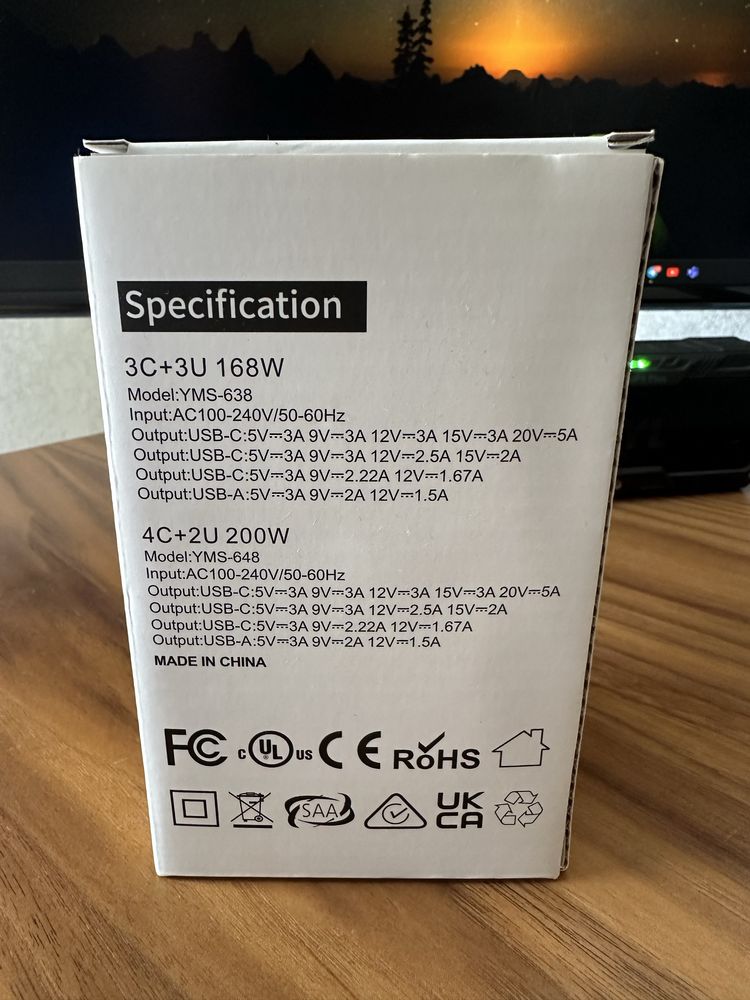 Specification
3C+3U 168W
Model:YMS-638
Input:AC100-240V/50-60Hz
Output:USB-C:5V⎓3A 9V⎓3A 12V⎓3A 15V⎓3A 20V⎓5A
Output:USB-C:5V⎓3A 9V⎓3A 12V⎓2.5A 15V⎓2A
Output:USB-C:5V⎓3A 9V⎓2.22A 12V⎓1.67A
Output:USB-A:5V⎓3A 9V⎓2A 12V⎓1.5A
4C+2U 200W
Model:YMS-648
Input:AC100-240V/50-60Hz
Output:USB-C:5V⎓3A 9V⎓3A 12V⎓3A 15V⎓3A 20V⎓5A
Output:USB-C:5V⎓3A 9V⎓3A 12V⎓2.5A 15V⎓2A
Output:USB-C:5V⎓3A 9V⎓2.22A 12V⎓1.67A
Output:USB-A:5V⎓3A 9V⎓2A 12V⎓1.5A
MADE IN CHINA
FC c UL us CE RoHS
SAA UK CA